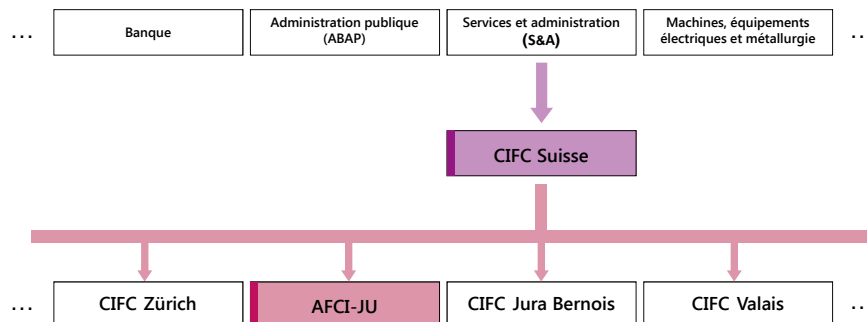 ... Banque Administration publique Services et administration Machines, équipements ...
(ABAP) (S&A) électriques et métallurgie
CIFC Suisse
... CIFC Zürich AFCI-JU CIFC Jura Bernois CIFC Valais ...